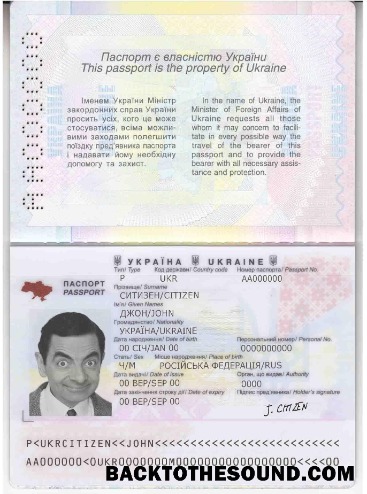 AA000000
Паспорт є власністю України
This passport is the property of Ukraine
Іменем України Міністр
закордонних справ України
просить усіх, кого це може
стосуватися, всіма можли-
вими заходами полегшити
поїздку пред'явника паспорта
і надавати йому необхідну
допомогу та захист.
In the name of Ukraine, the
Minister of Foreign Affairs of
Ukraine requests all those
whom it may concern to facili-
tate in every possible way the
travel of the bearer of this
passport and to provide the
bearer with all necessary assis-
tance and protection.
УКРАЇНА UKRAINE
ПАСПОРТ
PASSPORT
Тип/ Type Код держави/ Country code Номер паспорта/ Passport No.
P UKR AA000000
Прізвище/ Surname
СИТИЗЕН/CITIZEN
Ім'я/ Given Names
ДЖОН/JOHN
Громадянство/ Nationality
УКРАЇНА/UKRAINE
Дата народження/ Date of birth Персональний номер/ Personal No.
00 СІЧ/JAN 00 0000000000
Стать/ Sex Місце народження/ Place of birth
Ч/M РОСІЙСЬКА ФЕДЕРАЦІЯ/RUS
Дата видачі/ Date of issue Орган, що видав/ Authority
00 ВЕР/SEP 00 0000
Дата закінчення строку дії/ Date of expiry Підпис пред'явника/ Holder's signature
00 ВЕР/SEP 00
J. CITIZEN
P<UKRCITIZEN<<JOHN<<<<<<<<<<<<<<<<<<<<<<<<<<
BACKTOTHESOUND.COM